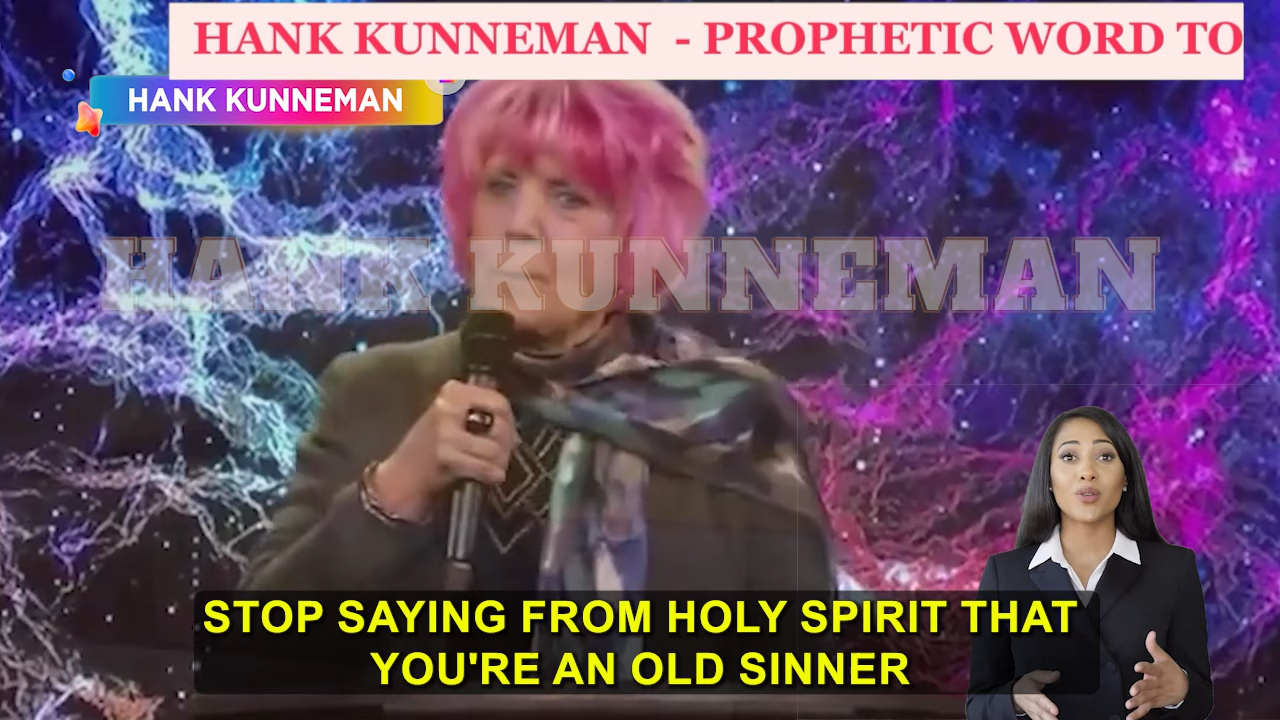 HANK KUNNEMAN - PROPHETIC WORD TO
HANK KUNNEMAN
HANK KUNNEMAN
STOP SAYING FROM HOLY SPIRIT THAT
YOU'RE AN OLD SINNER